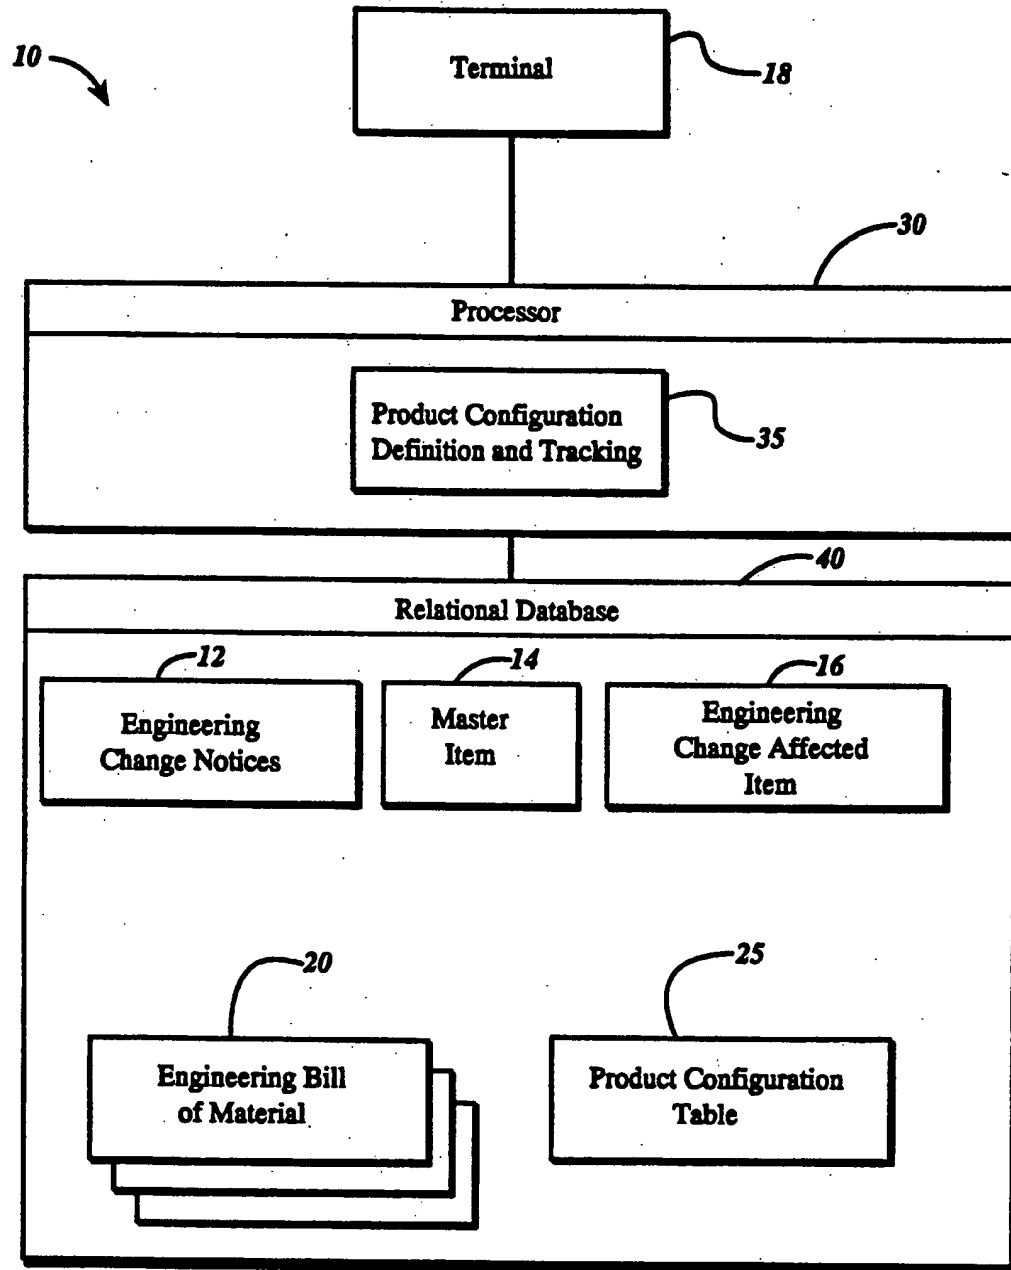 10
Terminal
18
30
Processor
Product Configuration
Definition and Tracking
35
40
Relational Database
12
14
16
Engineering
Change Notices
Master
Item
Engineering
Change Affected
Item
20
25
Engineering Bill
of Material
Product Configuration
Table